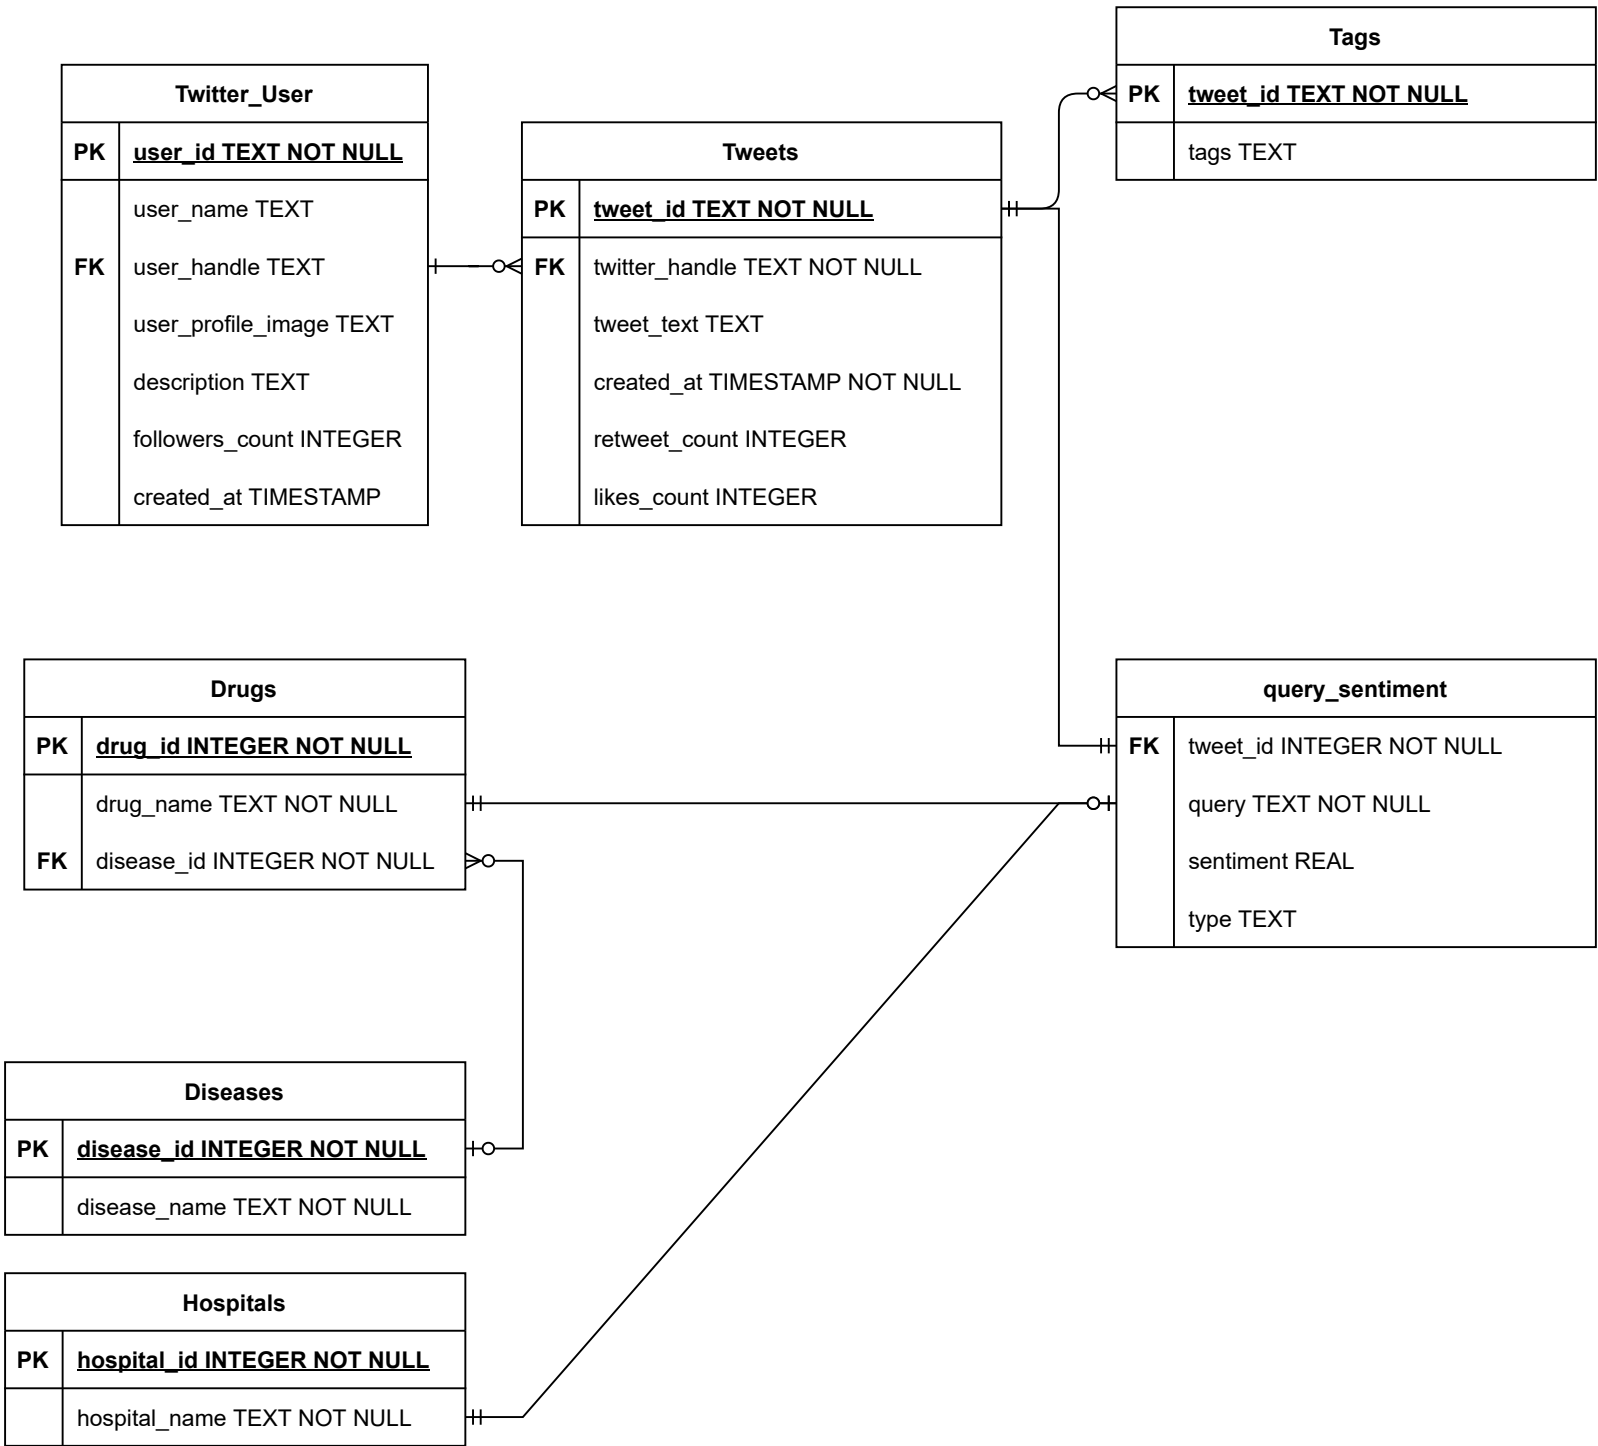 Twitter_User
PK user_id TEXT NOT NULL
user_name TEXT
FK user_handle TEXT
user_profile_image TEXT
description TEXT
followers_count INTEGER
created_at TIMESTAMP
Tweets
PK tweet_id TEXT NOT NULL
FK twitter_handle TEXT NOT NULL
tweet_text TEXT
created_at TIMESTAMP NOT NULL
retweet_count INTEGER
likes_count INTEGER
Tags
PK tweet_id TEXT NOT NULL
tags TEXT
Drugs
PK drug_id INTEGER NOT NULL
drug_name TEXT NOT NULL
FK disease_id INTEGER NOT NULL
query_sentiment
FK tweet_id INTEGER NOT NULL
query TEXT NOT NULL
sentiment REAL
type TEXT
Diseases
PK disease_id INTEGER NOT NULL
disease_name TEXT NOT NULL
Hospitals
PK hospital_id INTEGER NOT NULL
hospital_name TEXT NOT NULL